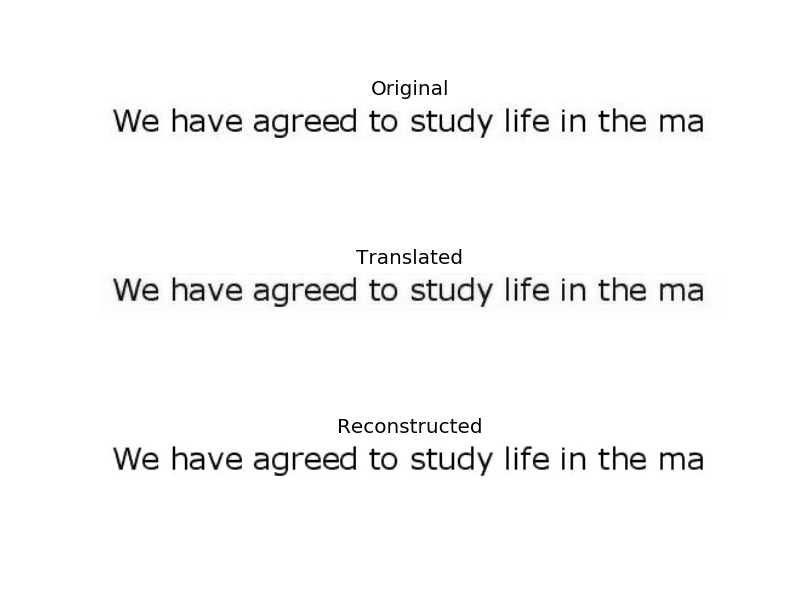 Original
We have agreed to study life in the ma
Translated
We have agreed to study life in the ma
Reconstructed
We have agreed to study life in the ma